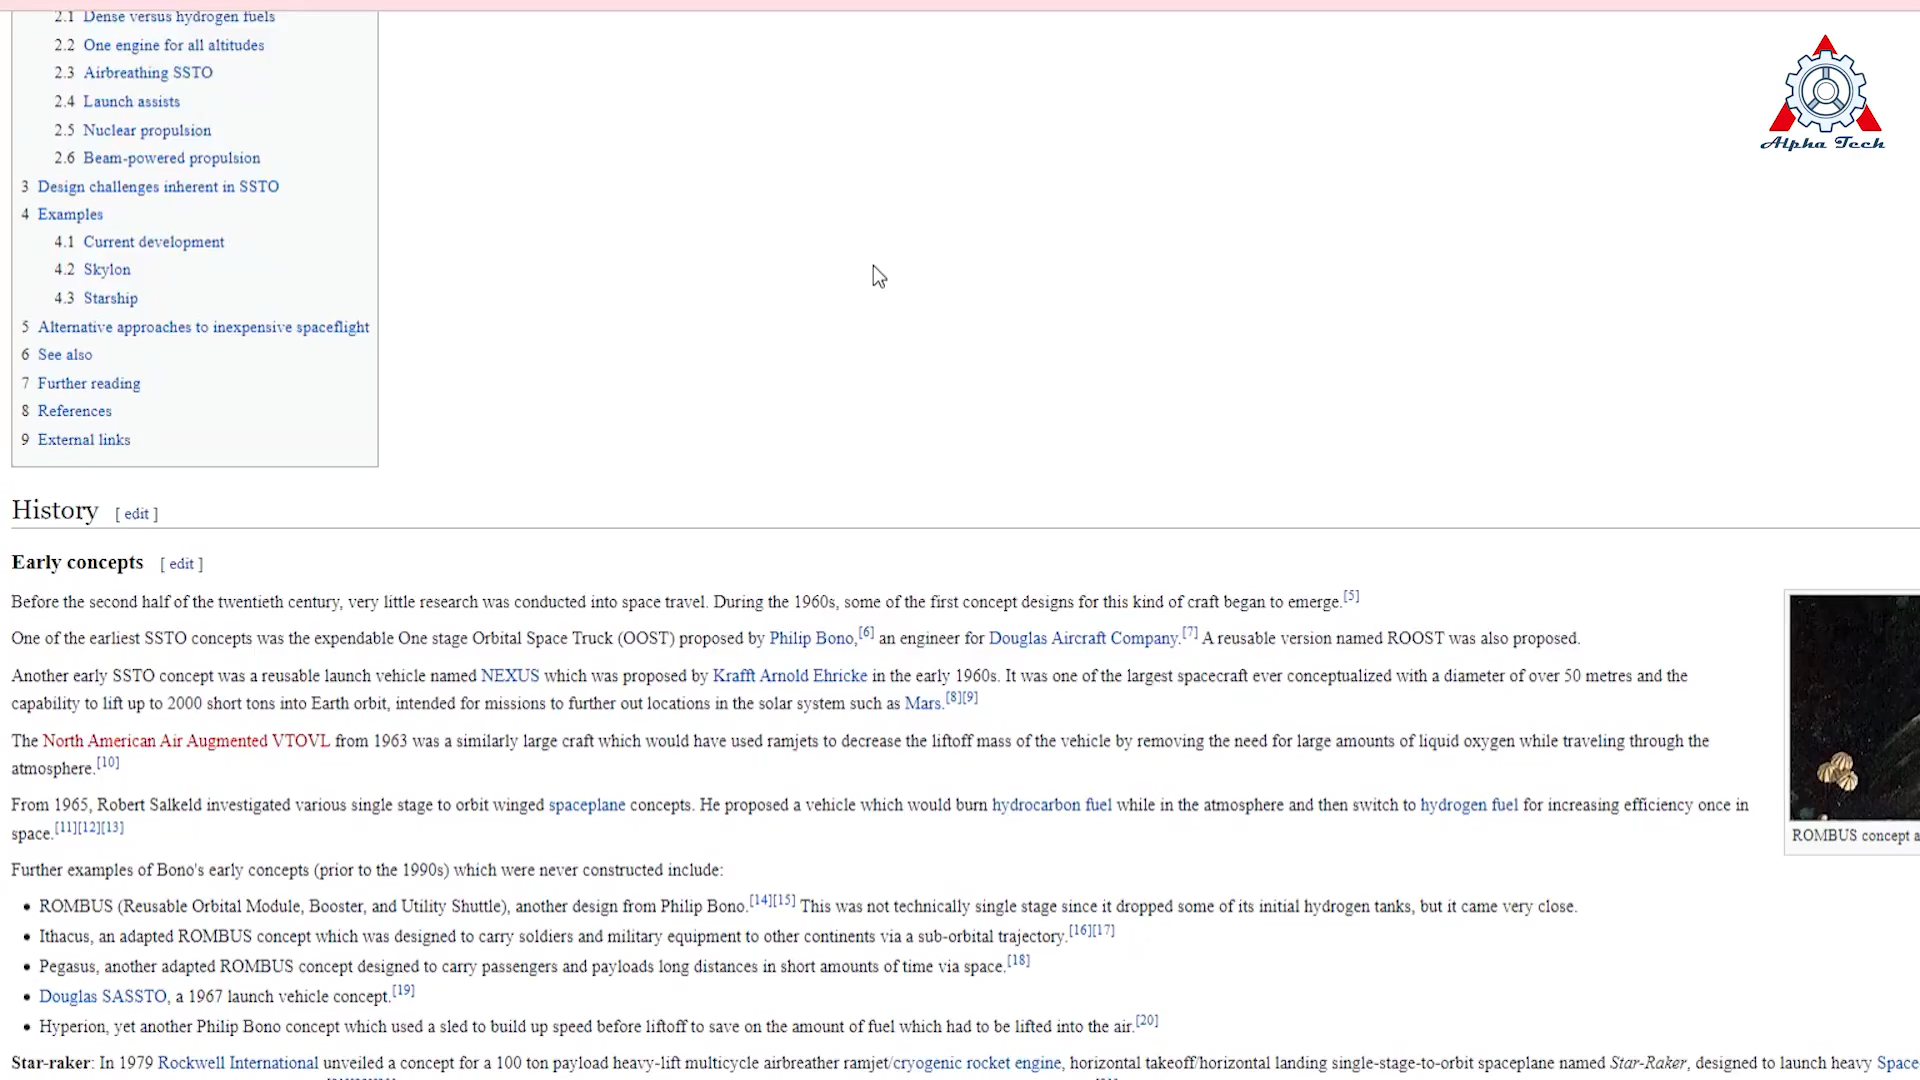 2.1 Dense versus hydrogen fuels
2.2 One engine for all altitudes
2.3 Airbreathing SSTO
2.4 Launch assists
2.5 Nuclear propulsion
2.6 Beam-powered propulsion
3 Design challenges inherent in SSTO
4 Examples
4.1 Current development
4.2 Skylon
4.3 Starship
5 Alternative approaches to inexpensive spaceflight
6 See also
7 Further reading
8 References
9 External links
Alpha Tech
History [ edit ]
Early concepts [ edit ]
Before the second half of the twentieth century, very little research was conducted into space travel. During the 1960s, some of the first concept designs for this kind of craft began to emerge.[5]
One of the earliest SSTO concepts was the expendable One stage Orbital Space Truck (OOST) proposed by Philip Bono,[6] an engineer for Douglas Aircraft Company.[7] A reusable version named ROOST was also proposed.
Another early SSTO concept was a reusable launch vehicle named NEXUS which was proposed by Krafft Arnold Ehricke in the early 1960s. It was one of the largest spacecraft ever conceptualized with a diameter of over 50 metres and the
capability to lift up to 2000 short tons into Earth orbit, intended for missions to further out locations in the solar system such as Mars.[8][9]
The North American Air Augmented VTOVL from 1963 was a similarly large craft which would have used ramjets to decrease the liftoff mass of the vehicle by removing the need for large amounts of liquid oxygen while traveling through the
atmosphere.[10]
From 1965, Robert Salkeld investigated various single stage to orbit winged spaceplane concepts. He proposed a vehicle which would burn hydrocarbon fuel while in the atmosphere and then switch to hydrogen fuel for increasing efficiency once in
space.[11][12][13]
ROMBUS concept a
Further examples of Bono's early concepts (prior to the 1990s) which were never constructed include:
• ROMBUS (Reusable Orbital Module, Booster, and Utility Shuttle), another design from Philip Bono.[14][15] This was not technically single stage since it dropped some of its initial hydrogen tanks, but it came very close.
• Ithacus, an adapted ROMBUS concept which was designed to carry soldiers and military equipment to other continents via a sub-orbital trajectory.[16][17]
• Pegasus, another adapted ROMBUS concept designed to carry passengers and payloads long distances in short amounts of time via space.[18]
• Douglas SASSTO, a 1967 launch vehicle concept.[19]
• Hyperion, yet another Philip Bono concept which used a sled to build up speed before liftoff to save on the amount of fuel which had to be lifted into the air.[20]
Star-raker: In 1979 Rockwell International unveiled a concept for a 100 ton payload heavy-lift multicycle airbreather ramjet/cryogenic rocket engine, horizontal takeoff/horizontal landing single-stage-to-orbit spaceplane named Star-Raker, designed to launch heavy Space